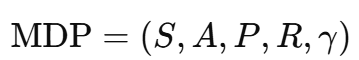 MDP = (S, A, P, R, γ)